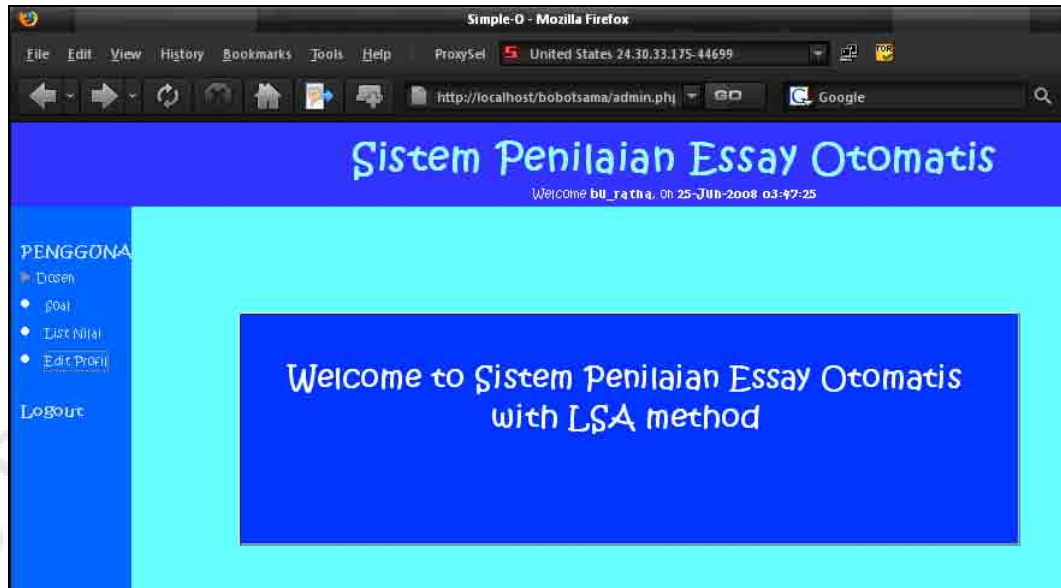 Simple-O - Mozilla Firefox
File Edit View History Bookmarks Tools Help ProxySel United States 24.30.33.175-44699 TOR
http://localhost/bobotsama/admin.ph GO Google
Sistem Penilaian Essay Otomatis
Welcome bu_ratna, on 25-Jun-2008 03:47:25
PENGGUNA
Dosen
Soal
List Nilai
Edit Profil
Logout
Welcome to Sistem Penilaian Essay Otomatis
with LSA method